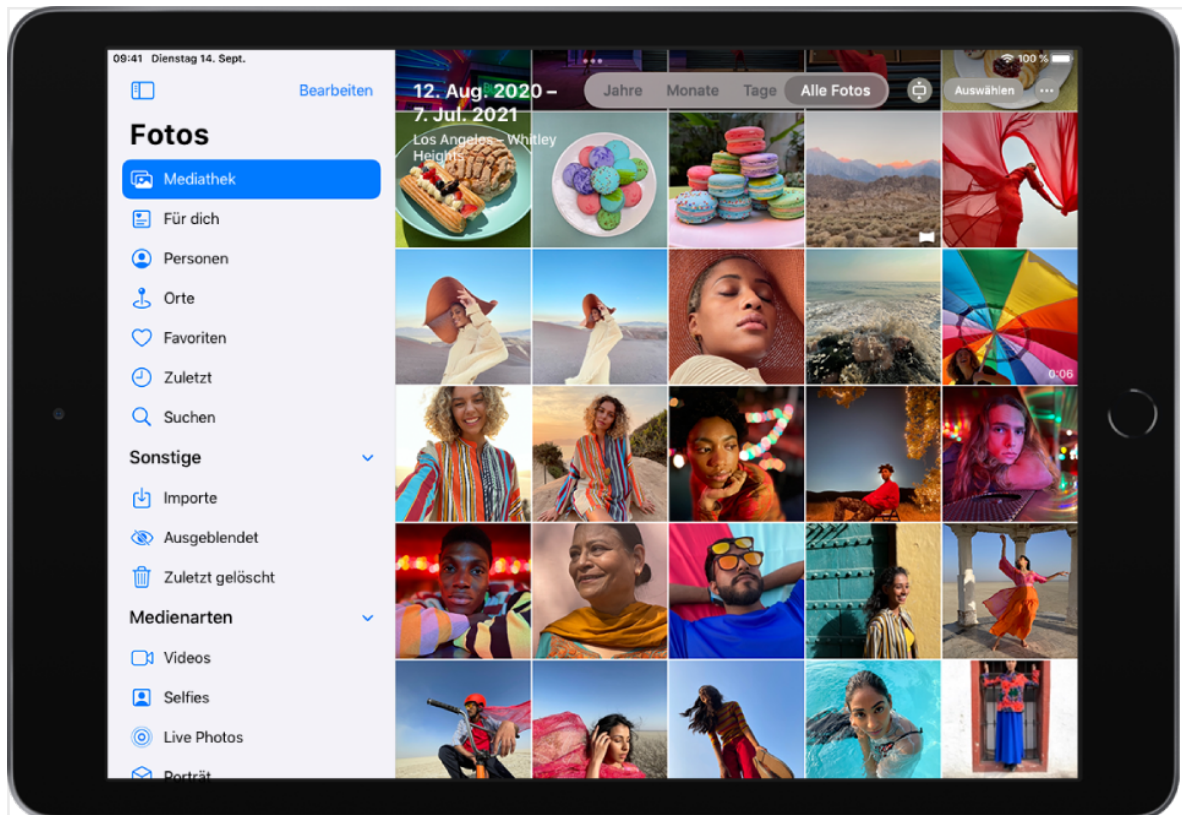 09:41 Dienstag 14. Sept.
100 %
Bearbeiten
Fotos
Mediathek
Für dich
Personen
Orte
Favoriten
Zuletzt
Suchen
Sonstige
Importe
Ausgeblendet
Zuletzt gelöscht
Medienarten
Videos
Selfies
Live Photos
Porträt
12. Aug. 2020 –
7. Jul. 2021
Los Angeles – Whitley
Heights
Jahre
Monate
Tage
Alle Fotos
Auswählen
0:06